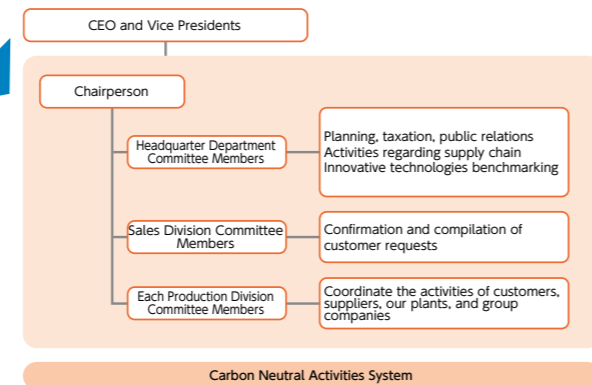 CEO and Vice Presidents
Chairperson
Headquarter Department
Committee Members
Planning, taxation, public relations
Activities regarding supply chain
Innovative technologies benchmarking
Sales Division Committee
Members
Confirmation and compilation of
customer requests
Each Production Division
Committee Members
Coordinate the activities of customers,
suppliers, our plants, and group
companies
Carbon Neutral Activities System